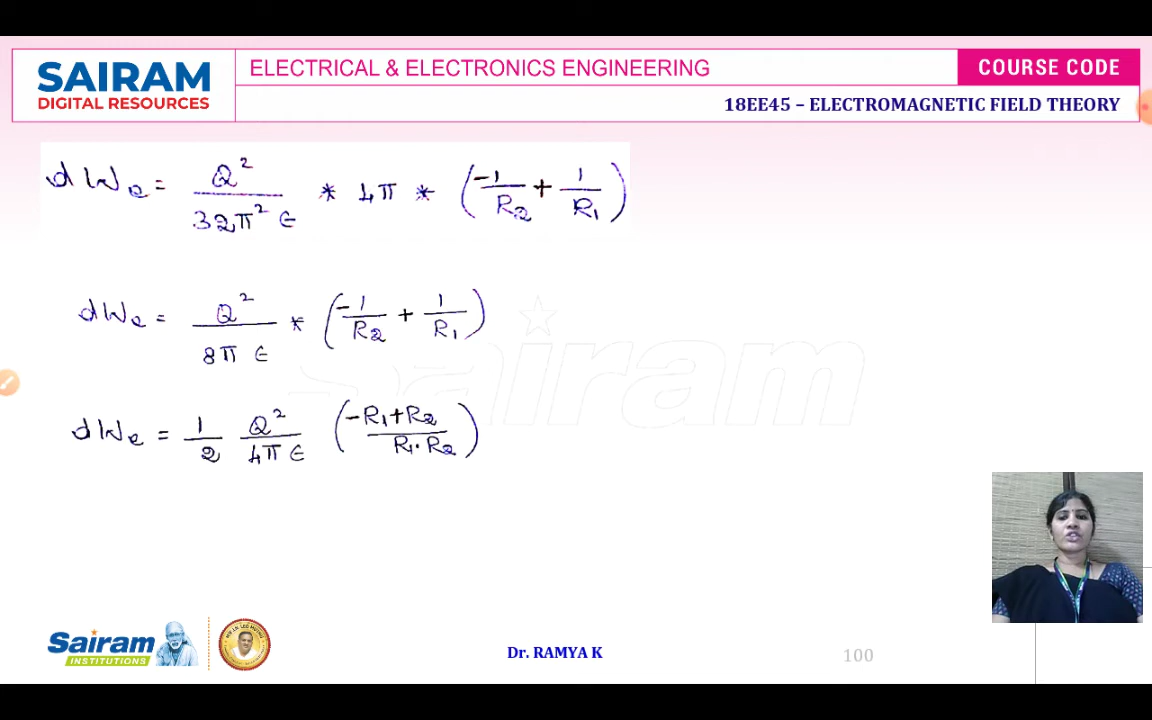 SAIRAM
DIGITAL RESOURCES
ELECTRICAL & ELECTRONICS ENGINEERING
COURSE CODE
18EE45 – ELECTROMAGNETIC FIELD THEORY
dWe = Q² / 32π² ε * 4π * (-1/R2 + 1/R1)
dWe = Q² / 8π ε * (-1/R2 + 1/R1)
dWe = 1/2 Q² / 4π ε (-R1+R2 / R1·R2)
Sairam
Sairam
INSTITUTIONS
Dr. RAMYA K
100